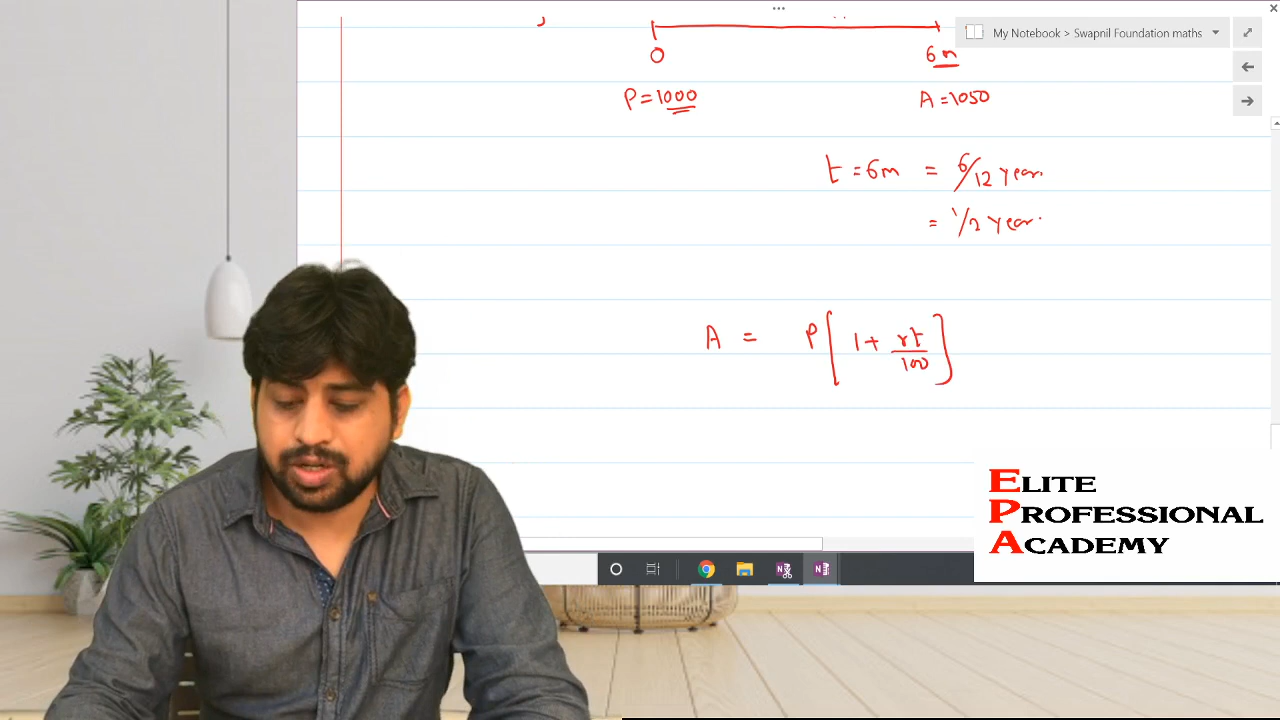 My Notebook > Swapnil Foundation maths
0
6m
P = 1000
A = 1050
t = 6m = 6/12 year.
= 1/2 year.
A = P[1 + rt/100]
ELITE
PROFESSIONAL
ACADEMY